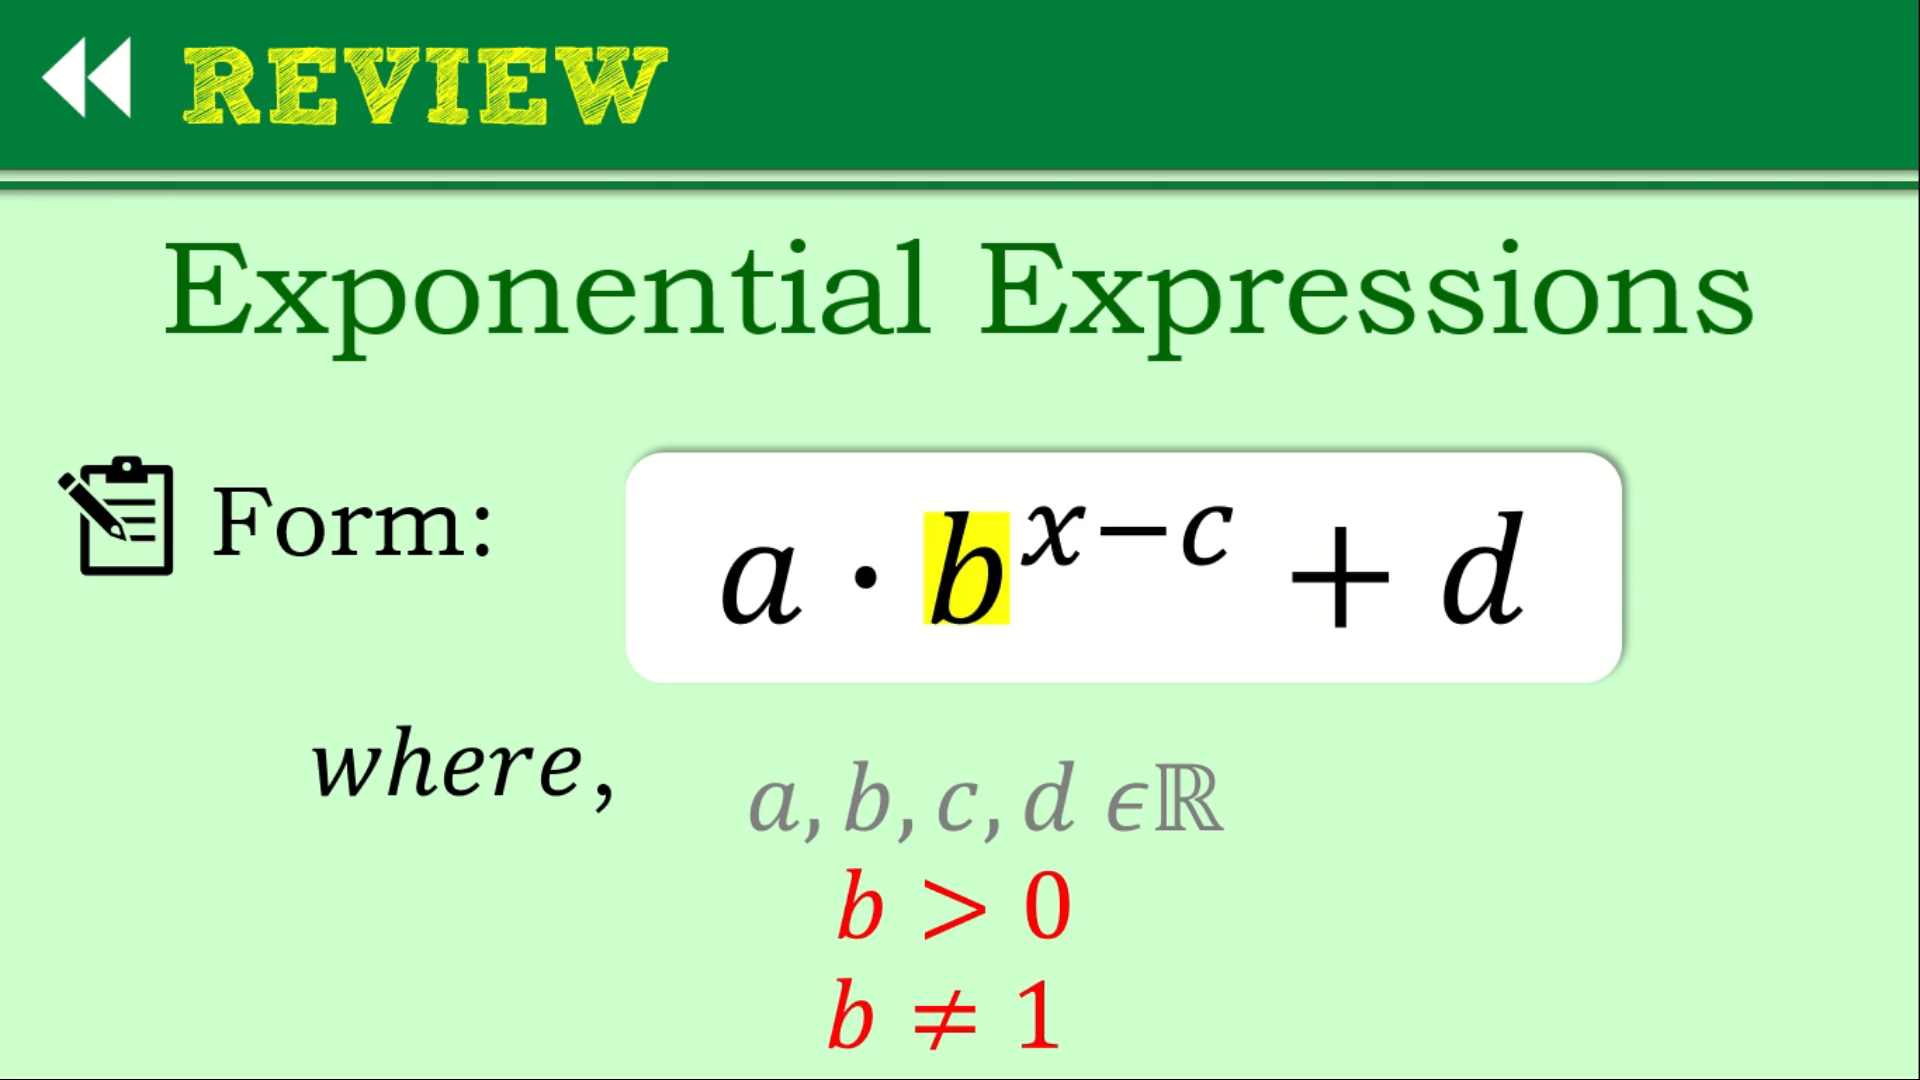 REVIEW
Exponential Expressions
Form: a · b^{x−c} + d
where, a, b, c, d ϵℝ
b > 0
b ≠ 1